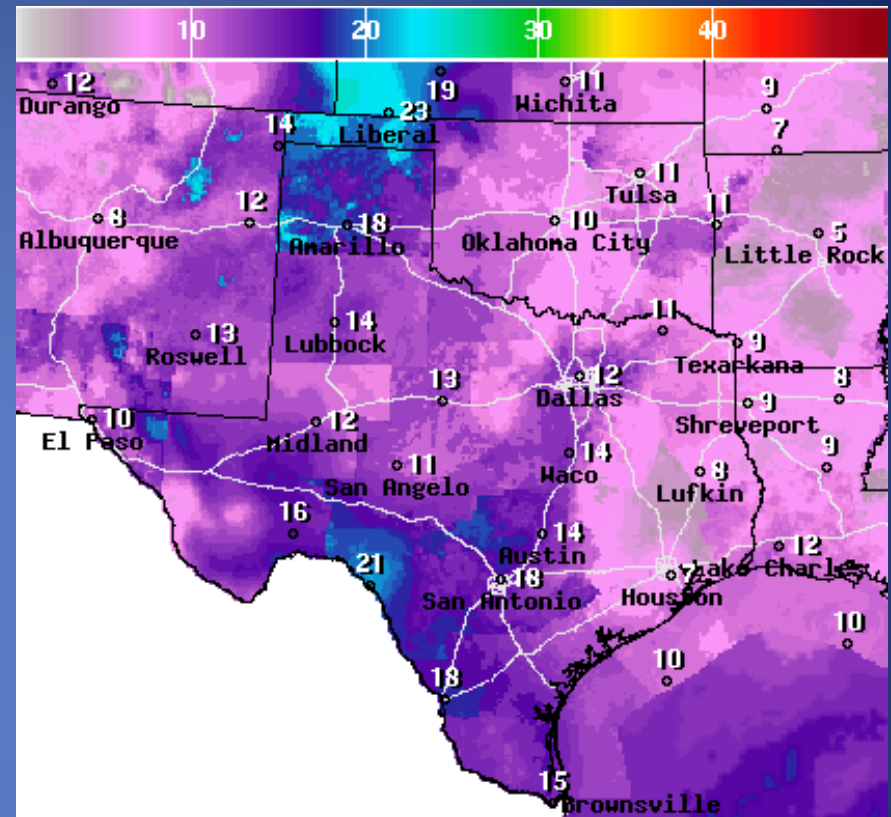 10 20 30 40
12 19 11 9
Durango Wichita
23
Liberal
14 7
11
Tulsa
8 12 18 10 11 5
Albuquerque Amarillo Oklahoma City Little Rock
13 14 11 9
Roswell Lubbock Texarkana
12
Dallas
10 12 13 9 8
El Paso Midland Shreveport
11 14 8 9
San Angelo Waco Lufkin
16 14 12
Austin Lake Charles
21 18 7
San Antonio Houston
18 10 10
15
Brownsville